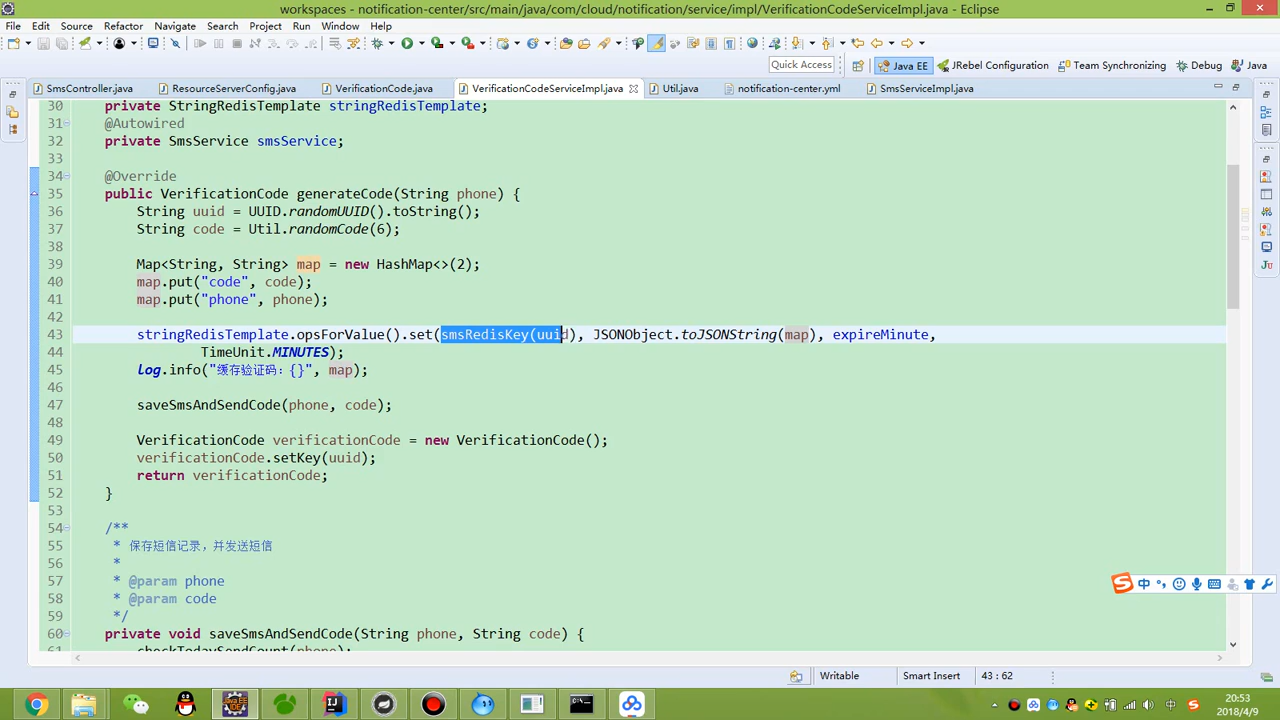 workspaces - notification-center/src/main/java/com/cloud/notification/service/impl/VerificationCodeServiceImpl.java - Eclipse
File Edit Source Refactor Navigate Search Project Run Window Help
Quick Access Java EE JRebel Configuration Team Synchronizing Debug Java
SmsController.java ResourceServerConfig.java VerificationCode.java VerificationCodeServiceImpl.java Util.java notification-center.yml SmsServiceImpl.java
30 private StringRedisTemplate stringRedisTemplate;
31 @Autowired
32 private SmsService smsService;
33
34 @Override
35 public VerificationCode generateCode(String phone) {
36 String uuid = UUID.randomUUID().toString();
37 String code = Util.randomCode(6);
38
39 Map<String, String> map = new HashMap<>(2);
40 map.put("code", code);
41 map.put("phone", phone);
42
43 stringRedisTemplate.opsForValue().set(smsRedisKey(uuid), JSONObject.toJSONString(map), expireMinute,
44 TimeUnit.MINUTES);
45 log.info("缓存验证码：{}", map);
46
47 saveSmsAndSendCode(phone, code);
48
49 VerificationCode verificationCode = new VerificationCode();
50 verificationCode.setKey(uuid);
51 return verificationCode;
52 }
53
54 /**
55 * 保存短信记录，并发送短信
56 *
57 * @param phone
58 * @param code
59 */
60 private void saveSmsAndSendCode(String phone, String code) {
checkTodaySendCount(phone);
中
Writable Smart Insert 43 : 62
中
20:53
2018/4/9